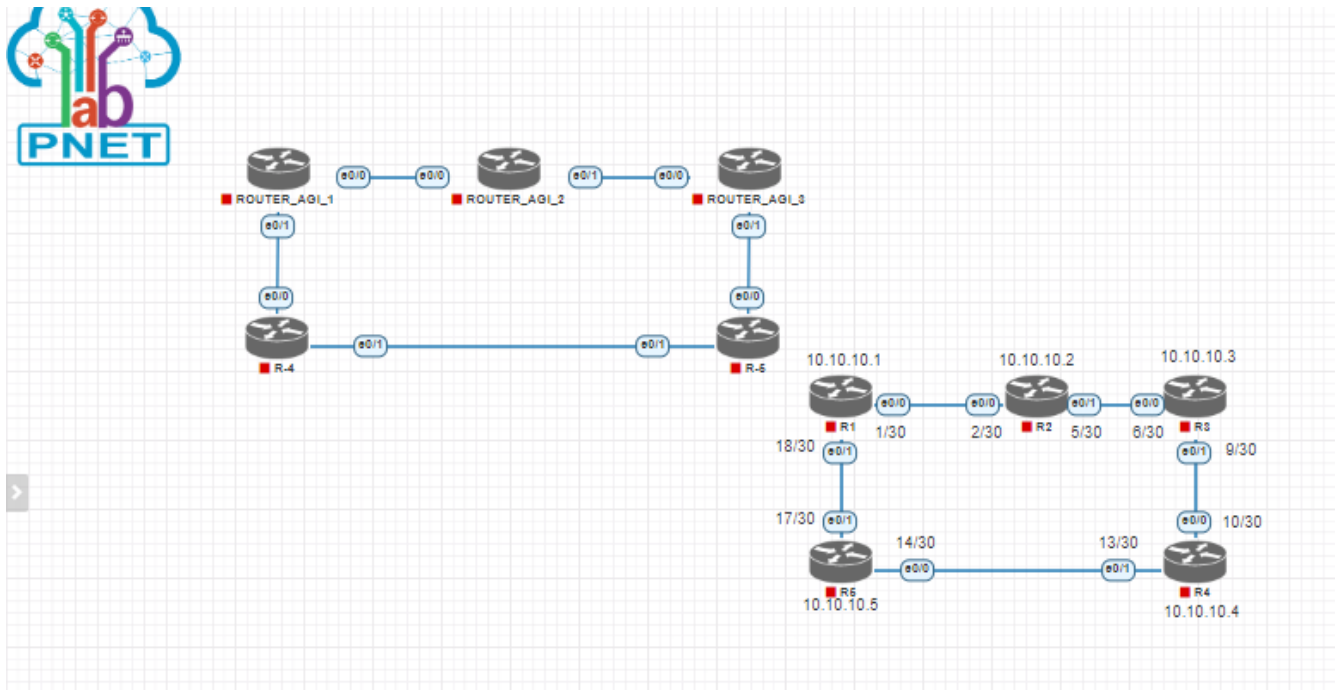 lab
PNET
e0/0 e0/0 e0/1 e0/0
ROUTER_AGI_1 ROUTER_AGI_2 ROUTER_AGI_3
e0/1 e0/1
e0/0 e0/0
e0/1 e0/1
R-4 R-5
10.10.10.1 10.10.10.2 10.10.10.3
e0/0 e0/0 e0/1 e0/0
R1 1/30 2/30 R2 5/30 6/30 R3
18/30 e0/1 e0/1 9/30
17/30 e0/1 e0/0 10/30
14/30 13/30
e0/0 e0/1
R5 R4
10.10.10.5 10.10.10.4